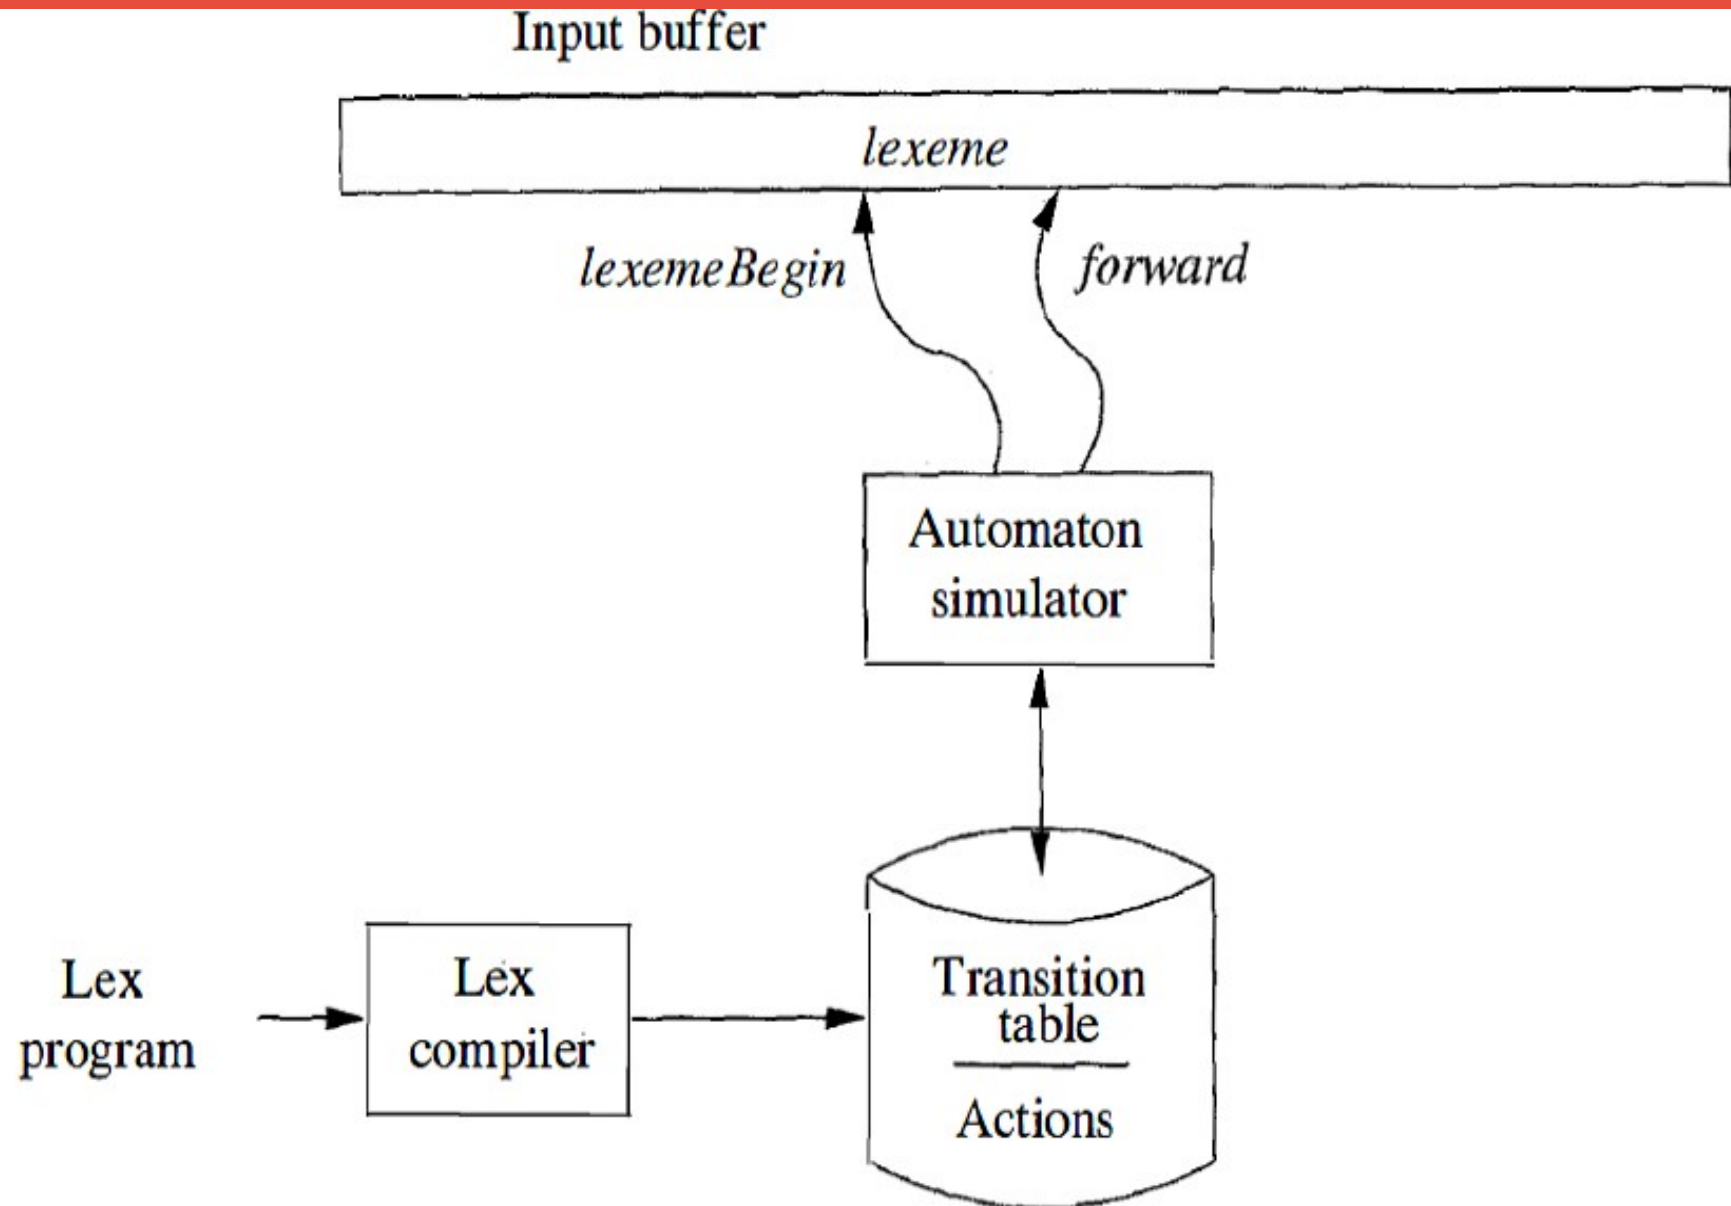 Input buffer
lexeme
lexemeBegin
forward
Automaton
simulator
Lex
program
Lex
compiler
Transition
table
Actions